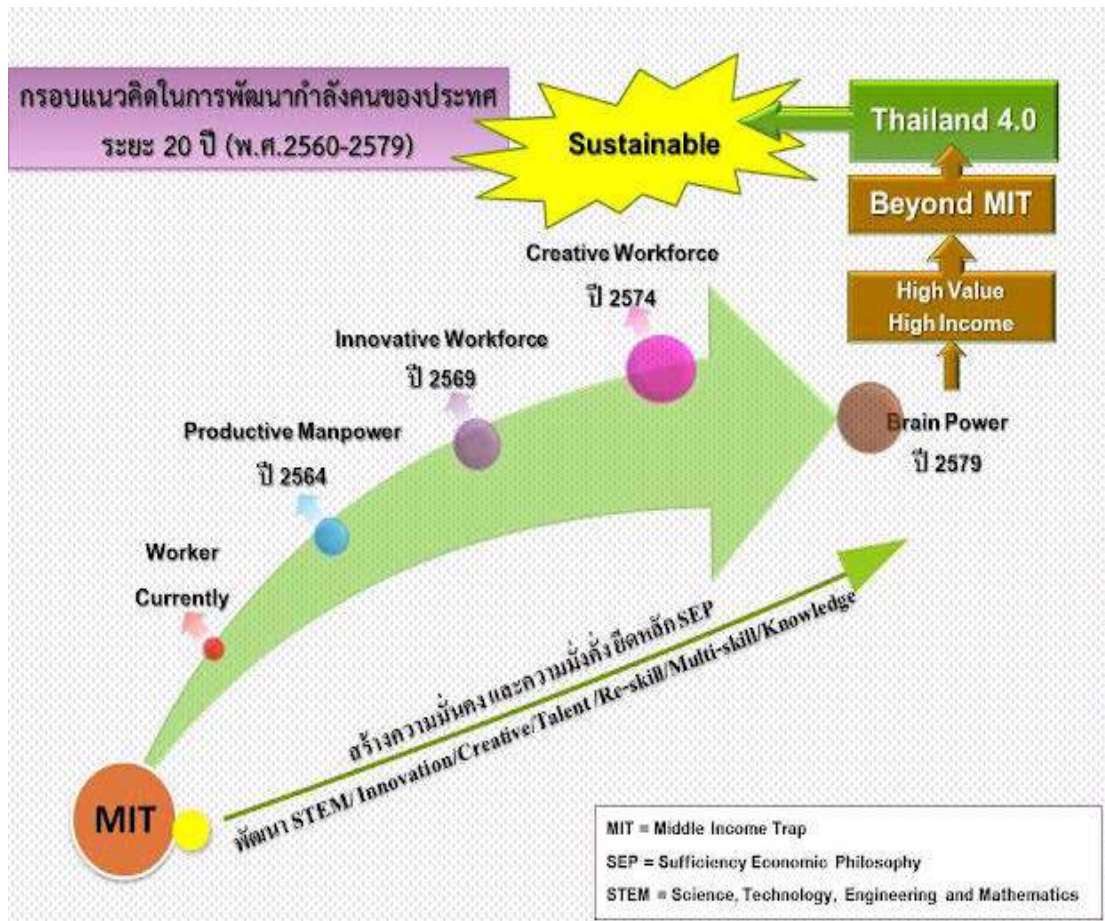 กรอบแนวคิดในการพัฒนากำลังคนของประทศ
ระยะ 20 ปี (พ.ศ.2560-2579)
Sustainable
Thailand 4.0
Beyond MIT
High Value
High Income
Creative Workforce
ปี 2574
Innovative Workforce
ปี 2569
Productive Manpower
ปี 2564
Brain Power
ปี 2579
Worker
Currently
สร้างความมั่นคง และความมั่งคั่ง ยึดหลัก SEP
พัฒนา STEM/ Innovation/Creative/Talent /Re-skill/Multi-skill/Knowledge
MIT
MIT = Middle Income Trap
SEP = Sufficiency Economic Philosophy
STEM = Science, Technology, Engineering and Mathematics